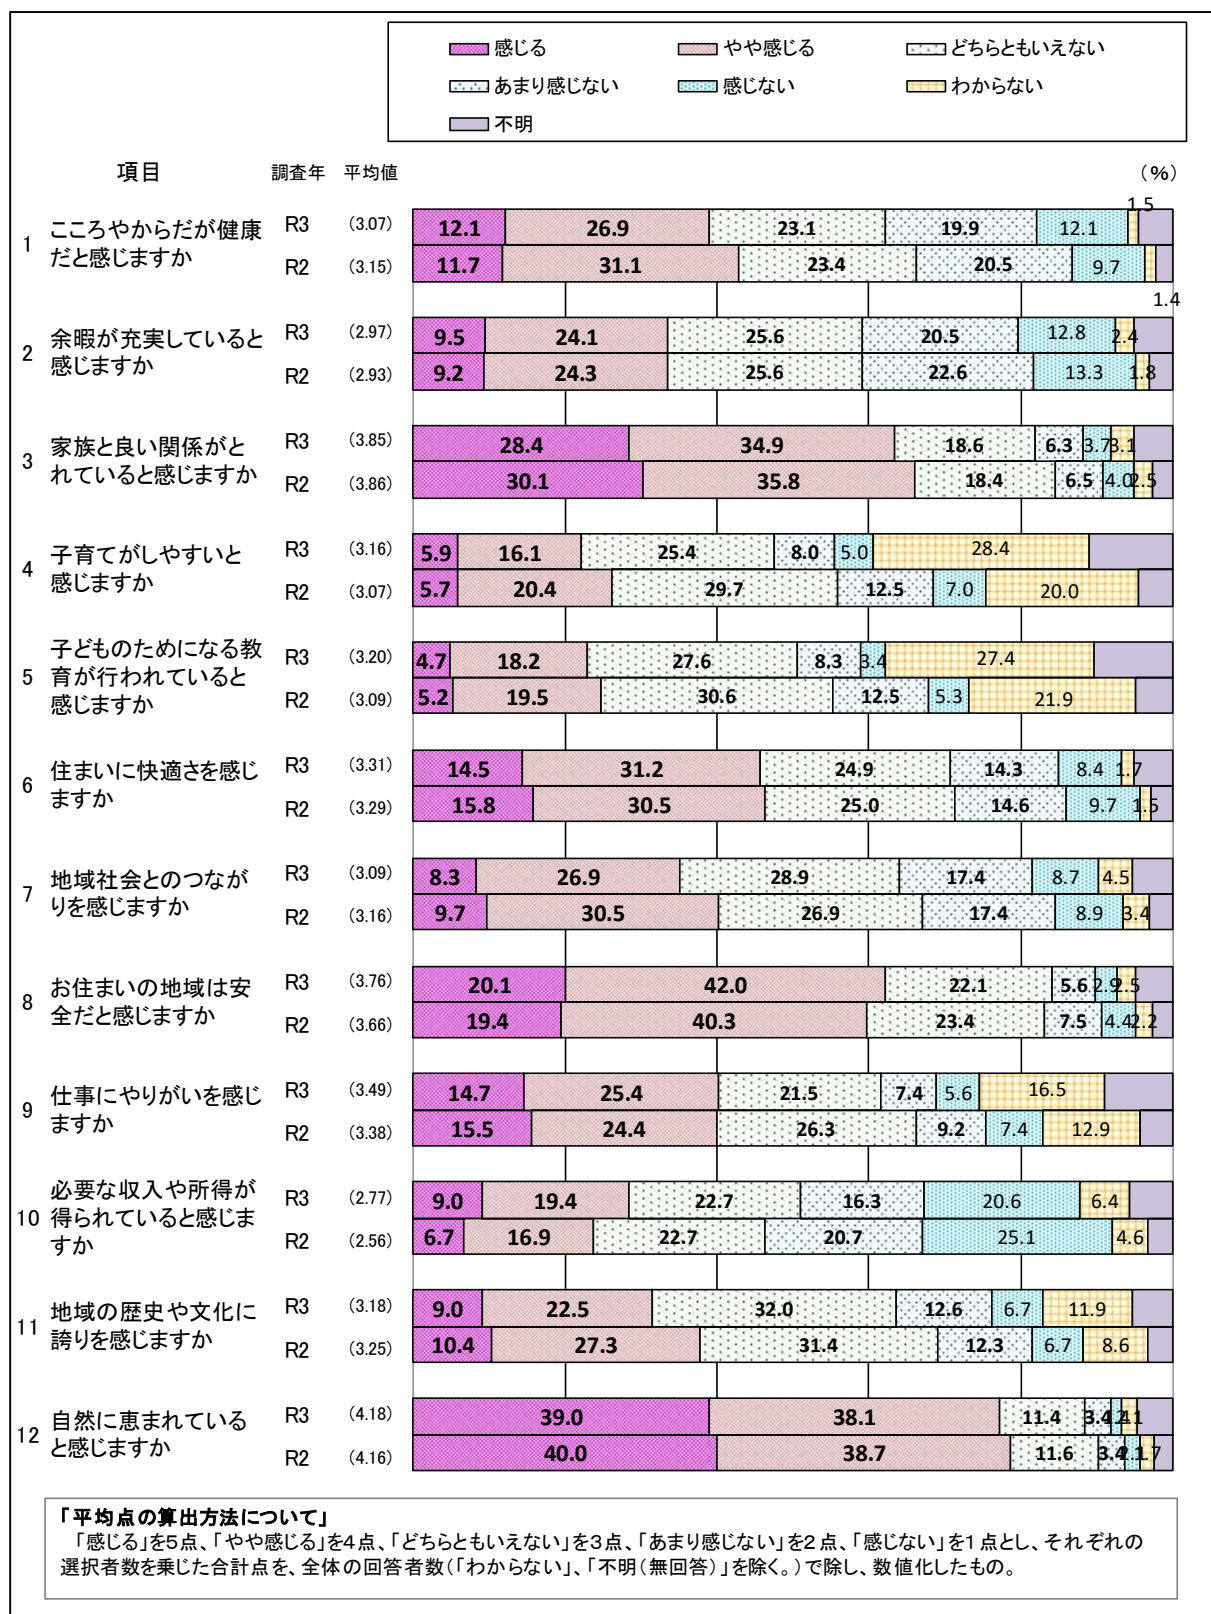 感じる やや感じる どちらともいえない
あまり感じない 感じない わからない
不明
項目 調査年 平均値 (%)
1 こころやからだが健康
だと感じますか
R3 (3.07) 12.1 26.9 23.1 19.9 12.1 1.5
R2 (3.15) 11.7 31.1 23.4 20.5 9.7 1.4
2 余暇が充実していると
感じますか
R3 (2.97) 9.5 24.1 25.6 20.5 12.8 2.4
R2 (2.93) 9.2 24.3 25.6 22.6 13.3 1.8
3 家族と良い関係がと
れていると感じますか
R3 (3.85) 28.4 34.9 18.6 6.3 3.7 3.1
R2 (3.86) 30.1 35.8 18.4 6.5 4.0 2.5
4 子育てがしやすいと
感じますか
R3 (3.16) 5.9 16.1 25.4 8.0 5.0 28.4
R2 (3.07) 5.7 20.4 29.7 12.5 7.0 20.0
5 子どものためになる教
育が行われていると
感じますか
R3 (3.20) 4.7 18.2 27.6 8.3 3.4 27.4
R2 (3.09) 5.2 19.5 30.6 12.5 5.3 21.9
6 住まいに快適さを感じ
ますか
R3 (3.31) 14.5 31.2 24.9 14.3 8.4 1.7
R2 (3.29) 15.8 30.5 25.0 14.6 9.7 1.5
7 地域社会とのつなが
りを感じますか
R3 (3.09) 8.3 26.9 28.9 17.4 8.7 4.5
R2 (3.16) 9.7 30.5 26.9 17.4 8.9 3.4
8 お住まいの地域は安
全だと感じますか
R3 (3.76) 20.1 42.0 22.1 5.6 2.9 2.5
R2 (3.66) 19.4 40.3 23.4 7.5 4.4 2.2
9 仕事にやりがいを感じ
ますか
R3 (3.49) 14.7 25.4 21.5 7.4 5.6 16.5
R2 (3.38) 15.5 24.4 26.3 9.2 7.4 12.9
10 必要な収入や所得が
得られていると感じま
すか
R3 (2.77) 9.0 19.4 22.7 16.3 20.6 6.4
R2 (2.56) 6.7 16.9 22.7 20.7 25.1 4.6
11 地域の歴史や文化に
誇りを感じますか
R3 (3.18) 9.0 22.5 32.0 12.6 6.7 11.9
R2 (3.25) 10.4 27.3 31.4 12.3 6.7 8.6
12 自然に恵まれている
と感じますか
R3 (4.18) 39.0 38.1 11.4 3.4
R2 (4.16) 40.0 38.7 11.6 3.4 2.1 1.7
「平均点の算出方法について」
「感じる」を5点、「やや感じる」を4点、「どちらともいえない」を3点、「あまり感じない」を2点、「感じない」を1点とし、それぞれの
選択者数を乗じた合計点を、全体の回答者数(「わからない」、「不明(無回答)」を除く。)で除し、数値化したもの。